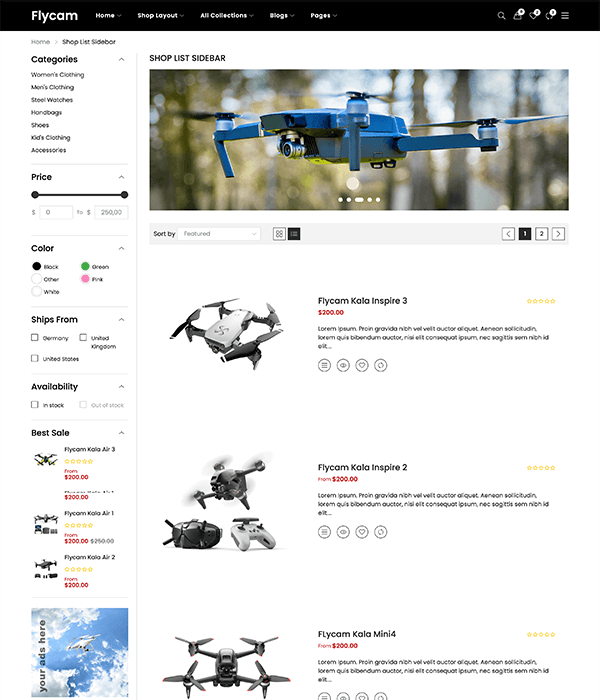 Flycam
Home
Shop Layout
All Collections
Blogs
Pages
Home > Shop List Sidebar
Categories
Women's Clothing
Men's Clothing
Steel Watches
Handbags
Shoes
Kid's Clothing
Accessories
Price
$ 0 To $ 250,00
Color
Black
Green
Other
Pink
White
Ships From
Germany
United Kingdom
United States
Availability
In stock
Out of stock
Best Sale
Flycam Kala Air 3
From
$200.00
$200.00
Flycam Kala Air 1
From
$200.00 $250.00
Flycam Kala Air 2
From
$200.00
your ads here
SHOP LIST SIDEBAR
Sort by Featured
1 2
Flycam Kala Inspire 3
$200.00
Lorem Ipsum. Proin gravida nibh vel velit auctor aliquet. Aenean sollicitudin,
lorem quis bibendum auctor, nisi elit consequat ipsum, nec sagittis sem nibh id
elit...
Flycam Kala Inspire 2
From $200.00
Lorem Ipsum. Proin gravida nibh vel velit auctor aliquet. Aenean sollicitudin,
lorem quis bibendum auctor, nisi elit consequat ipsum, nec sagittis sem nibh id
elit...
FLycam Kala Mini4
From $200.00
Lorem Ipsum. Proin gravida nibh vel velit auctor aliquet. Aenean sollicitudin,
lorem quis bibendum auctor, nisi elit consequat ipsum, nec sagittis sem nibh id
elit...